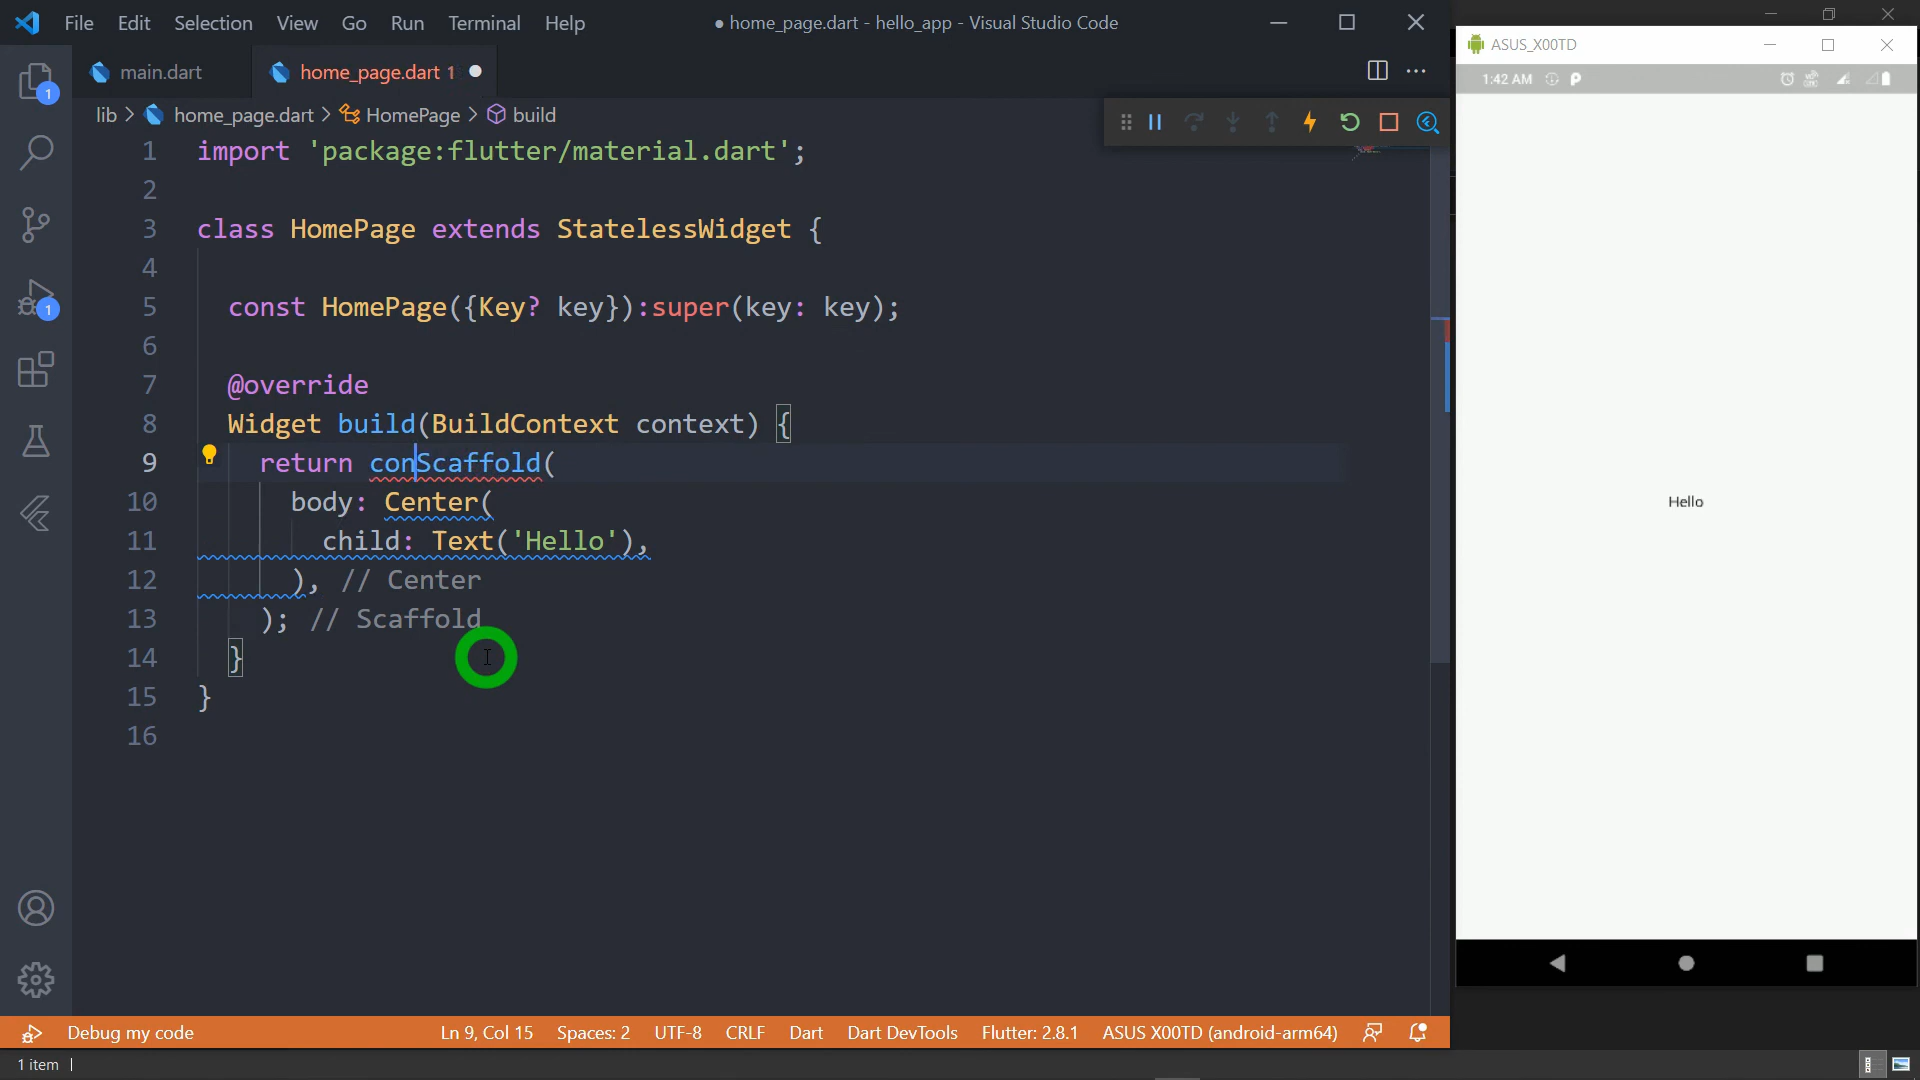 File Edit Selection View Go Run Terminal Help
● home_page.dart - hello_app - Visual Studio Code
ASUS_X00TD
main.dart
home_page.dart 1
1:42 AM
lib > home_page.dart > HomePage > build
1 import 'package:flutter/material.dart';
2
3 class HomePage extends StatelessWidget {
4
5 const HomePage({Key? key}):super(key: key);
6
7 @override
8 Widget build(BuildContext context) {
9 return conScaffold(
10 body: Center(
11 child: Text('Hello'),
12 ), // Center
13 ); // Scaffold
14 }
15 }
16
1
1
Hello
Debug my code
Ln 9, Col 15 Spaces: 2 UTF-8 CRLF Dart Dart DevTools Flutter: 2.8.1 ASUS X00TD (android-arm64)
1 item